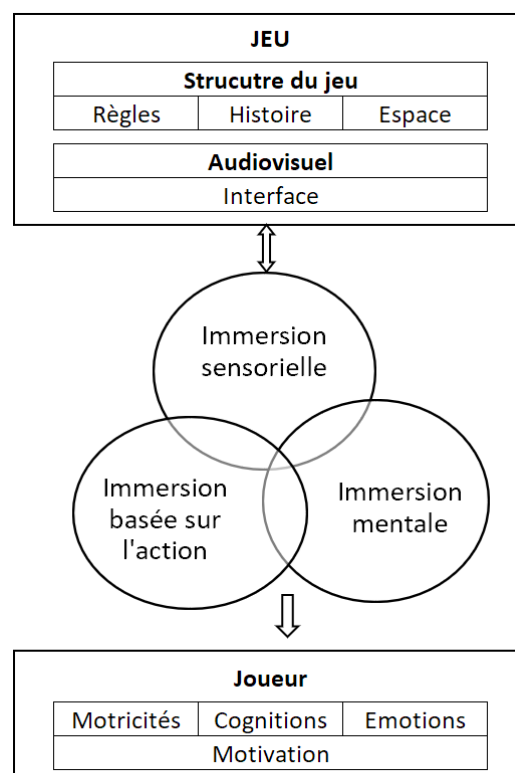 JEU
Strucutre du jeu
Règles Histoire Espace
Audiovisuel
Interface
Immersion
sensorielle
Immersion
basée sur
l'action
Immersion
mentale
Joueur
Motricités Cognitions Emotions
Motivation